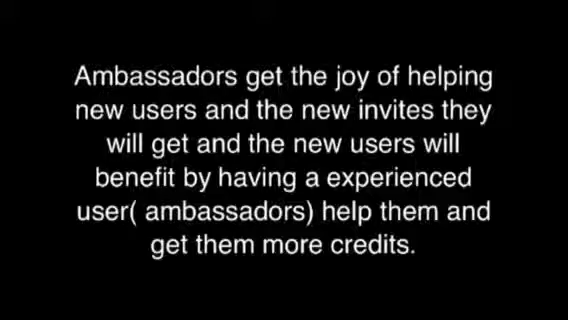 Ambassadors get the joy of helping
new users and the new invites they
will get and the new users will
benefit by having a experienced
user( ambassadors) help them and
get them more credits.